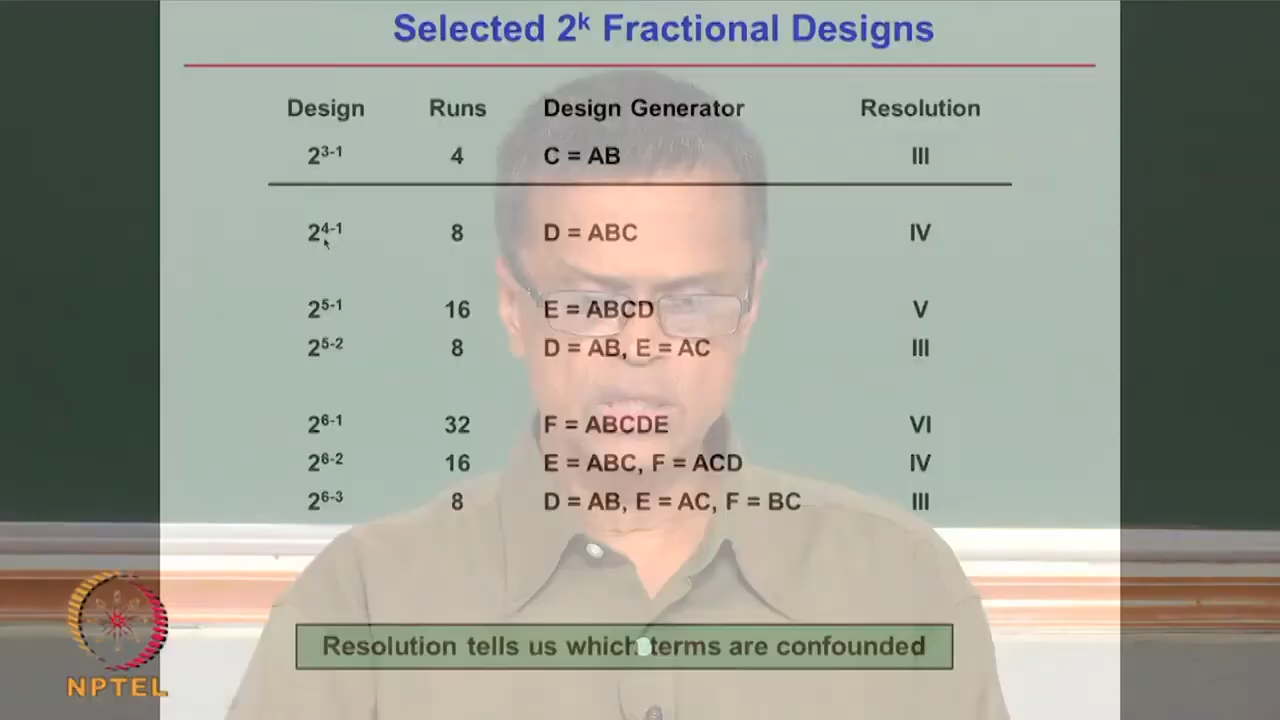 Selected 2ᵏ Fractional Designs
Design Runs Design Generator Resolution
2³⁻¹ 4 C = AB III
2⁴⁻¹ 8 D = ABC IV
2⁵⁻¹ 16 E = ABCD V
2⁵⁻² 8 D = AB, E = AC III
2⁶⁻¹ 32 F = ABCDE VI
2⁶⁻² 16 E = ABC, F = ACD IV
2⁶⁻³ 8 D = AB, E = AC, F = BC III
Resolution tells us which terms are confounded
NPTEL